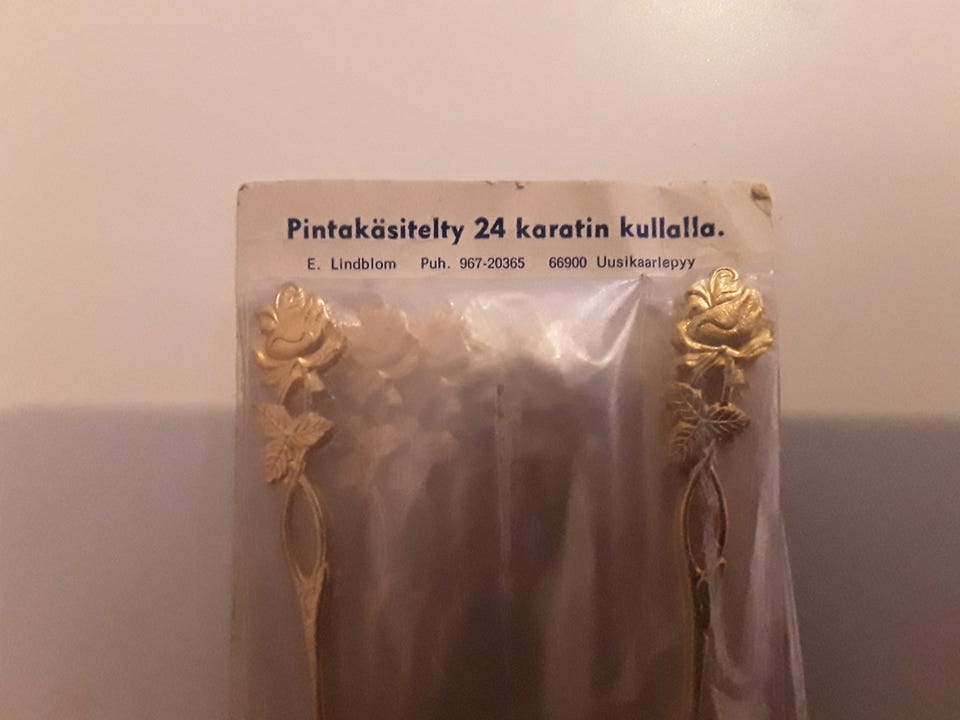 Pintakäsitelty 24 karatin kullalla.
E. Lindblom Puh. 967-20365 66900 Uusikaarlepyy